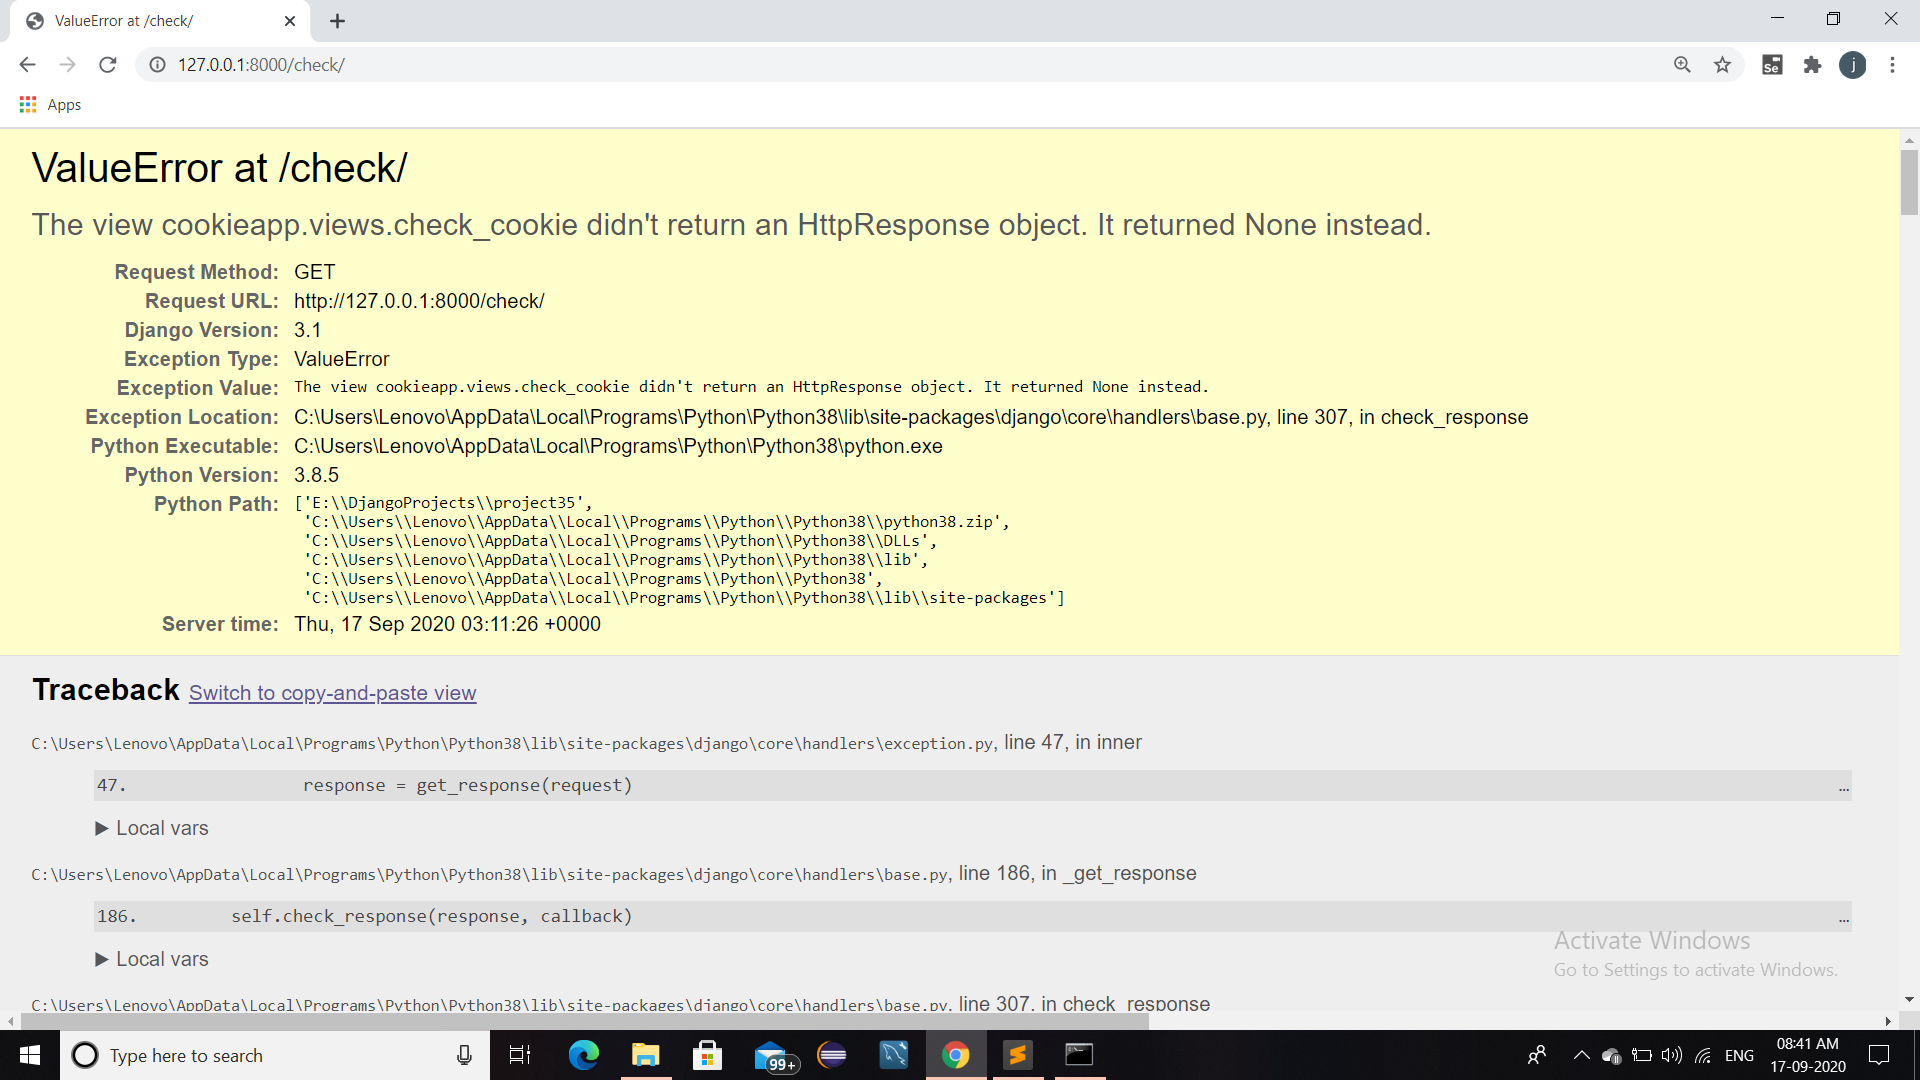 ValueError at /check/
127.0.0.1:8000/check/
Se
j
Apps
ValueError at /check/
The view cookieapp.views.check_cookie didn't return an HttpResponse object. It returned None instead.
Request Method: GET
Request URL: http://127.0.0.1:8000/check/
Django Version: 3.1
Exception Type: ValueError
Exception Value: The view cookieapp.views.check_cookie didn't return an HttpResponse object. It returned None instead.
Exception Location: C:\Users\Lenovo\AppData\Local\Programs\Python\Python38\lib\site-packages\django\core\handlers\base.py, line 307, in check_response
Python Executable: C:\Users\Lenovo\AppData\Local\Programs\Python\Python38\python.exe
Python Version: 3.8.5
Python Path: ['E:\\DjangoProjects\\project35',
'C:\\Users\\Lenovo\\AppData\\Local\\Programs\\Python\\Python38\\python38.zip',
'C:\\Users\\Lenovo\\AppData\\Local\\Programs\\Python\\Python38\\DLLs',
'C:\\Users\\Lenovo\\AppData\\Local\\Programs\\Python\\Python38\\lib',
'C:\\Users\\Lenovo\\AppData\\Local\\Programs\\Python\\Python38',
'C:\\Users\\Lenovo\\AppData\\Local\\Programs\\Python\\Python38\\lib\\site-packages']
Server time: Thu, 17 Sep 2020 03:11:26 +0000
Traceback Switch to copy-and-paste view
C:\Users\Lenovo\AppData\Local\Programs\Python\Python38\lib\site-packages\django\core\handlers\exception.py, line 47, in inner
47. response = get_response(request) …
▶ Local vars
C:\Users\Lenovo\AppData\Local\Programs\Python\Python38\lib\site-packages\django\core\handlers\base.py, line 186, in _get_response
186. self.check_response(response, callback) …
▶ Local vars
Activate Windows
Go to Settings to activate Windows.
C:\Users\Lenovo\AppData\Local\Programs\Python\Python38\lib\site-packages\django\core\handlers\base.py, line 307, in check_response
Type here to search
99+
ENG
08:41 AM
17-09-2020